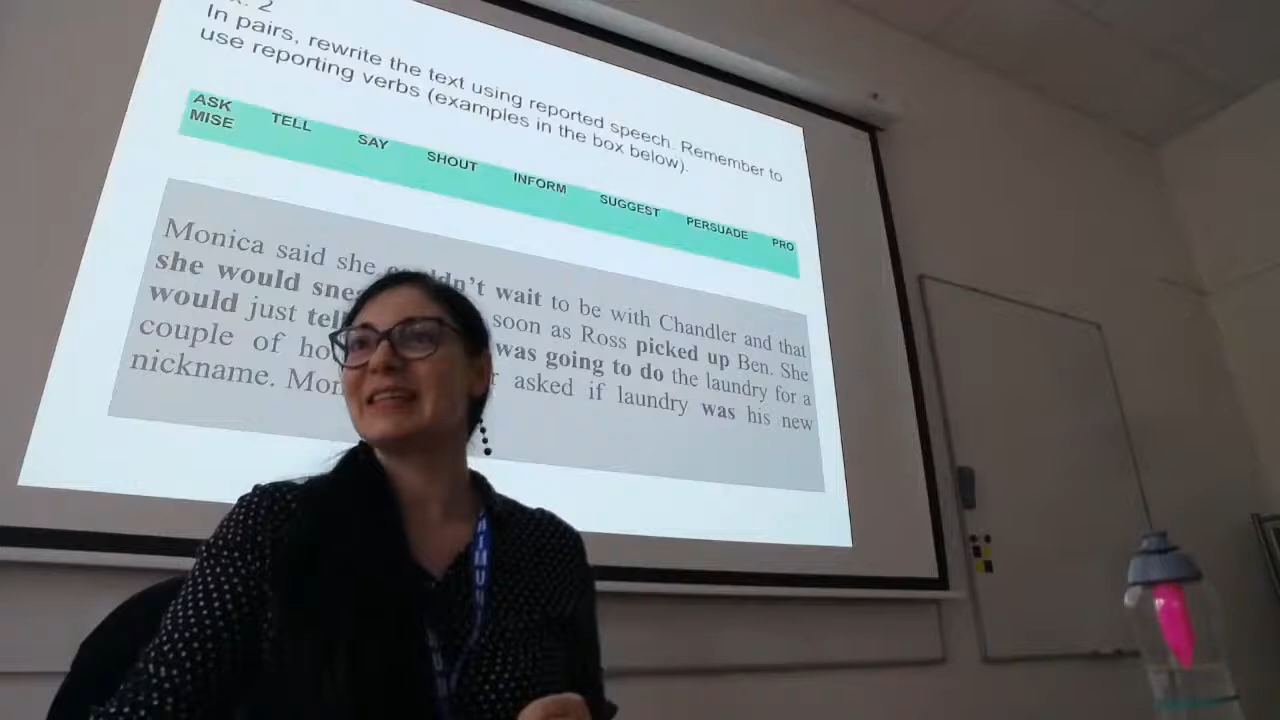 2
In pairs, rewrite the text using reported speech. Remember to
use reporting verbs (examples in the box below).
ASK TELL SAY SHOUT INFORM SUGGEST PERSUADE PRO
MISE
Monica said she couldn't wait to be with Chandler and that
she would soon as Ross picked up Ben. She
would just tell was going to do the laundry for a
couple of asked if laundry was his new
nickname.